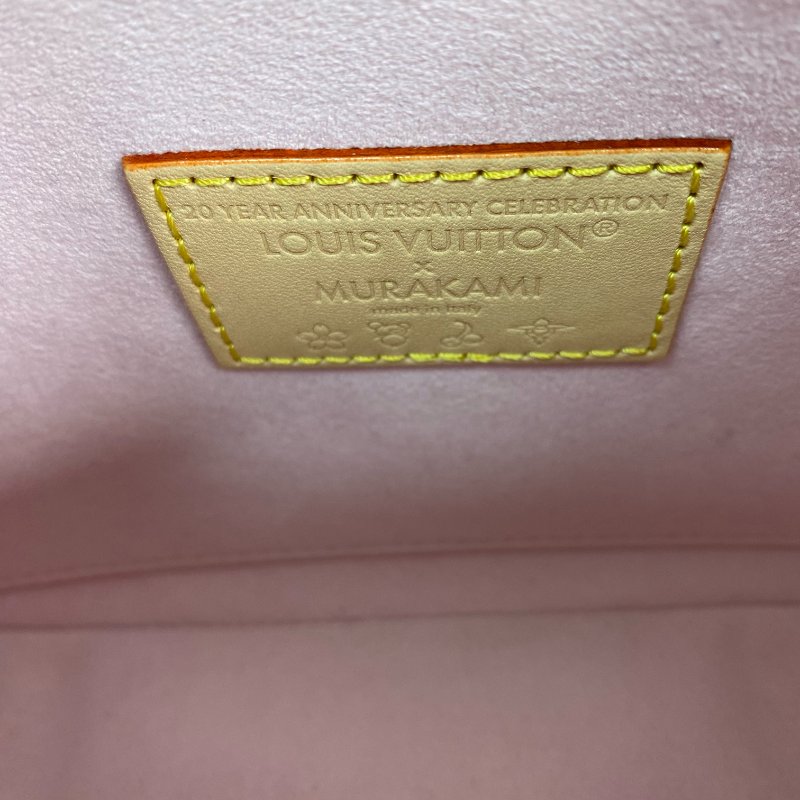 20 YEAR ANNIVERSARY CELEBRATION
LOUIS VUITTON®
×
MURAKAMI
made in Italy